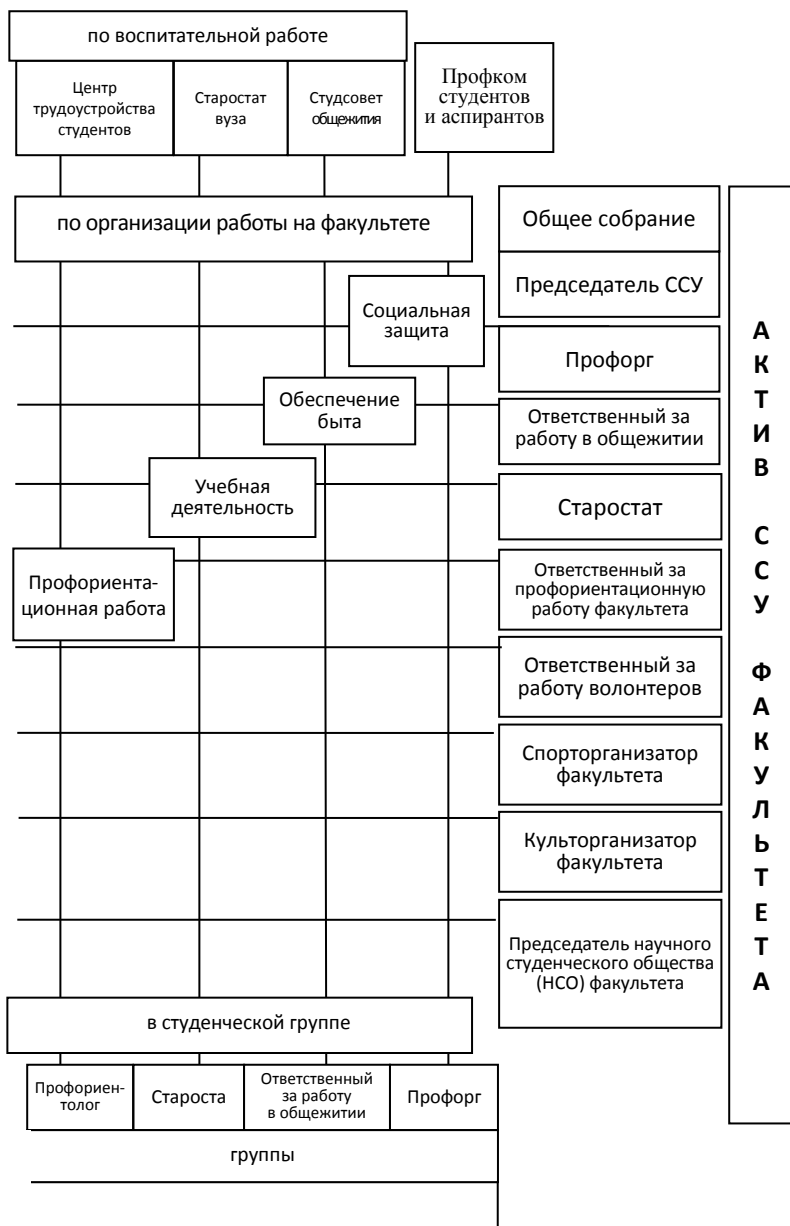 по воспитательной работе
Центр
трудоустройства
студентов
Старостат
вуза
Студсовет
общежития
Профком
студентов
и аспирантов
по организации работы на факультете
Общее собрание
Председатель ССУ
Социальная
защита
Профорг
Обеспечение
быта
Ответственный за
работу в общежитии
Учебная
деятельность
Старостат
Профориента-
ционная работа
Ответственный за
профориентационную
работу факультета
Ответственный за
работу волонтеров
Спорторганизатор
факультета
Культорганизатор
факультета
Председатель научного
студенческого общества
(НСО) факультета
АКТИВ ССУ ФАКУЛЬТЕТА
в студенческой группе
Профориен-
толог
Староста
Ответственный
за работу
в общежитии
Профорг
группы